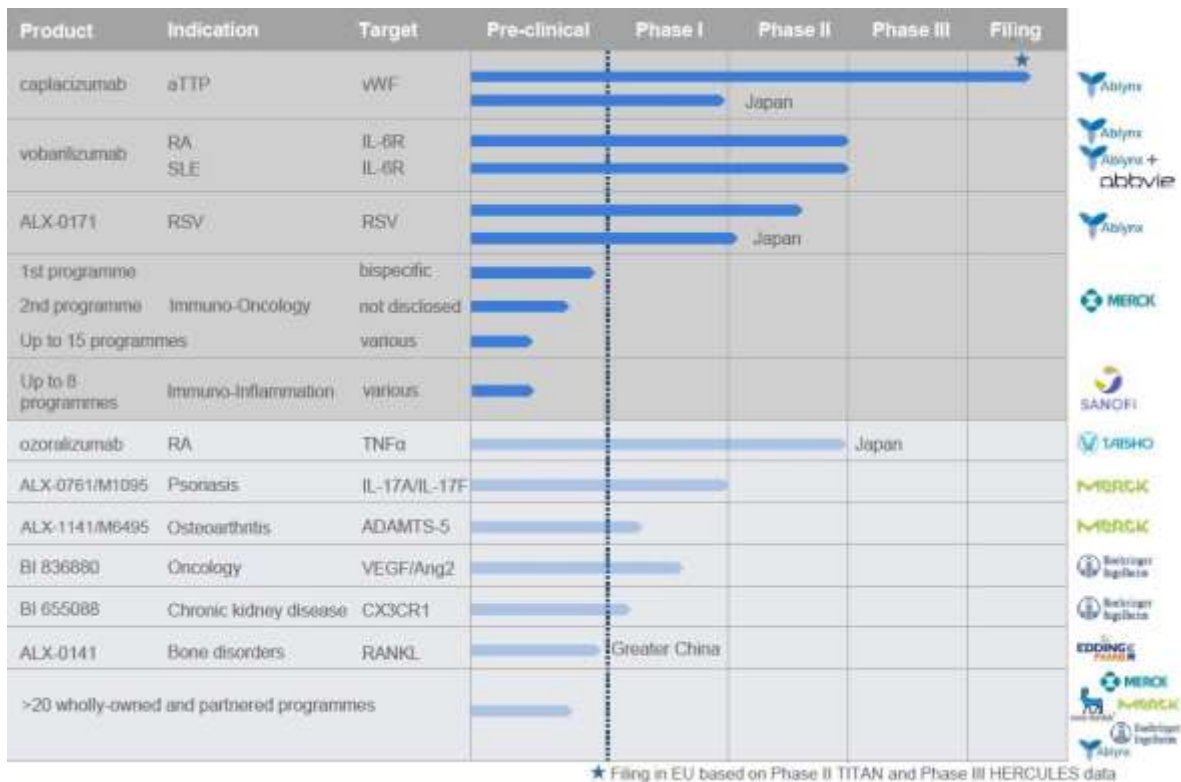 Product Indication Target Pre-clinical Phase I Phase II Phase III Filing
★
caplacizumab aTTP vWF
Japan
Ablynx
vobarilizumab
RA IL-6R
SLE IL-6R
Ablynx
Ablynx +
abbvie
ALX-0171 RSV RSV
Japan
Ablynx
1st programme bispecific
2nd programme Immuno-Oncology not disclosed
Up to 15 programmes various
MERCK
Up to 8
programmes
Immuno-Inflammation various
SANOFI
ozoralizumab RA TNFα Japan
TAISHO
ALX-0761/M1095 Psoriasis IL-17A/IL-17F
MERCK
ALX-1141/M6495 Osteoarthritis ADAMTS-5
MERCK
BI 836880 Oncology VEGF/Ang2
Boehringer
Ingelheim
BI 655088 Chronic kidney disease CX3CR1
Boehringer
Ingelheim
ALX-0141 Bone disorders RANKL Greater China
EDDING
PHARM
>20 wholly-owned and partnered programmes
MERCK
MERCK
Boehringer
Ingelheim
Ablynx
★ Filing in EU based on Phase II TITAN and Phase III HERCULES data